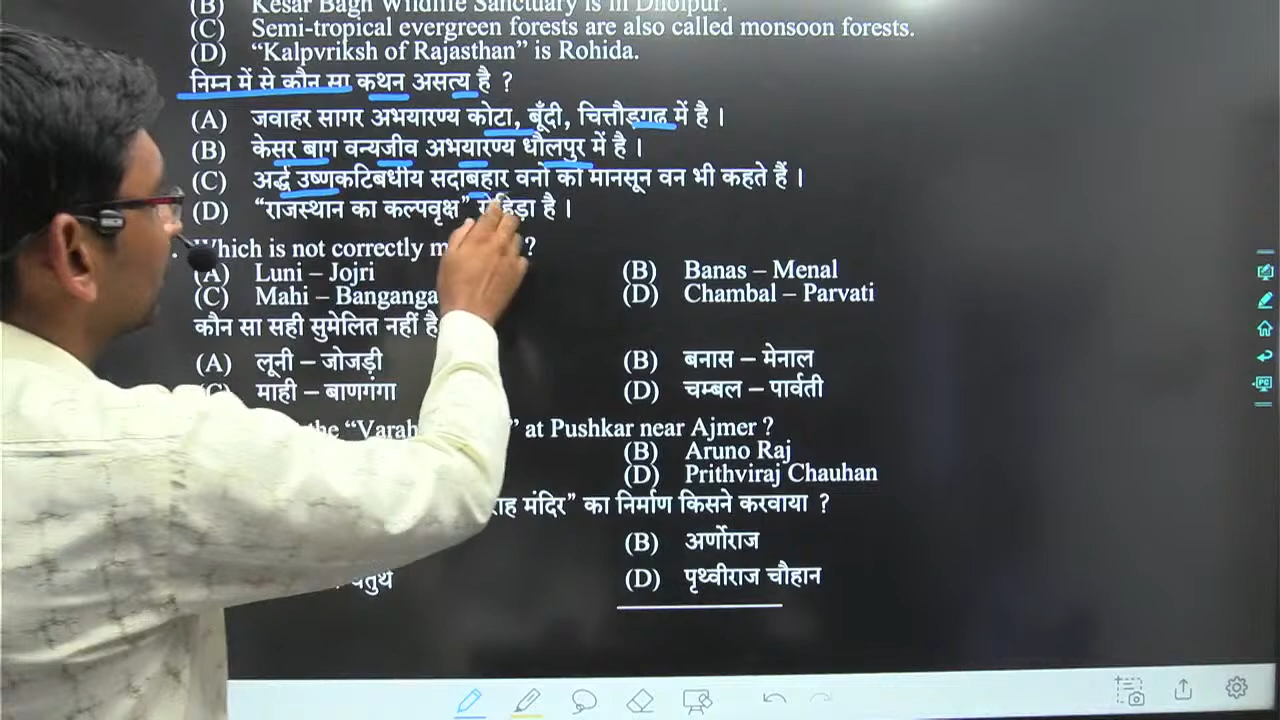 (B) Kesar Bagh Wildlife Sanctuary is in Dholpur.
(C) Semi-tropical evergreen forests are also called monsoon forests.
(D) “Kalpvriksh of Rajasthan” is Rohida.
निम्न में से कौन सा कथन असत्य है ?
(A) जवाहर सागर अभयारण्य कोटा, बूँदी, चित्तौड़गढ़ में है ।
(B) केसर बाग वन्यजीव अभयारण्य धौलपुर में है ।
(C) अर्द्ध उष्णकटिबंधीय सदाबहार वनों को मानसून वन भी कहते हैं ।
(D) “राजस्थान का कल्पवृक्ष” रोहिड़ा है ।
Which is not correctly ?
(A) Luni – Jojri (B) Banas – Menal
(C) Mahi – Banganga (D) Chambal – Parvati
कौन सा सही सुमेलित नहीं है
(A) लूनी – जोजड़ी (B) बनास – मेनाल
(C) माही – बाणगंगा (D) चम्बल – पार्वती
the “Varah ” at Pushkar near Ajmer ?
(B) Aruno Raj
(D) Prithviraj Chauhan
मंदिर” का निर्माण किसने करवाया ?
(B) अर्णोराज
चतुर्थ (D) पृथ्वीराज चौहान
PC